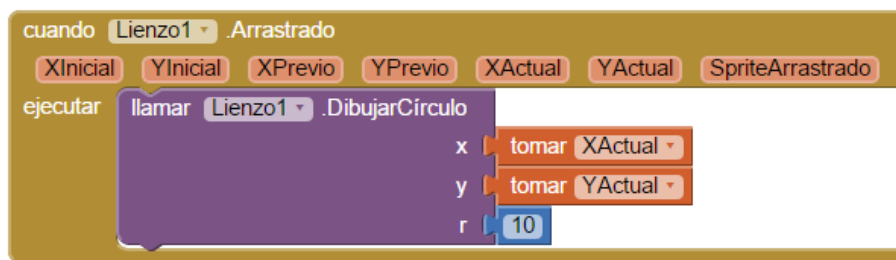 cuando Lienzo1 .Arrastrado
XInicial YInicial XPrevio YPrevio XActual YActual SpriteArrastrado
ejecutar llamar Lienzo1 .DibujarCírculo
x tomar XActual
y tomar YActual
r 10